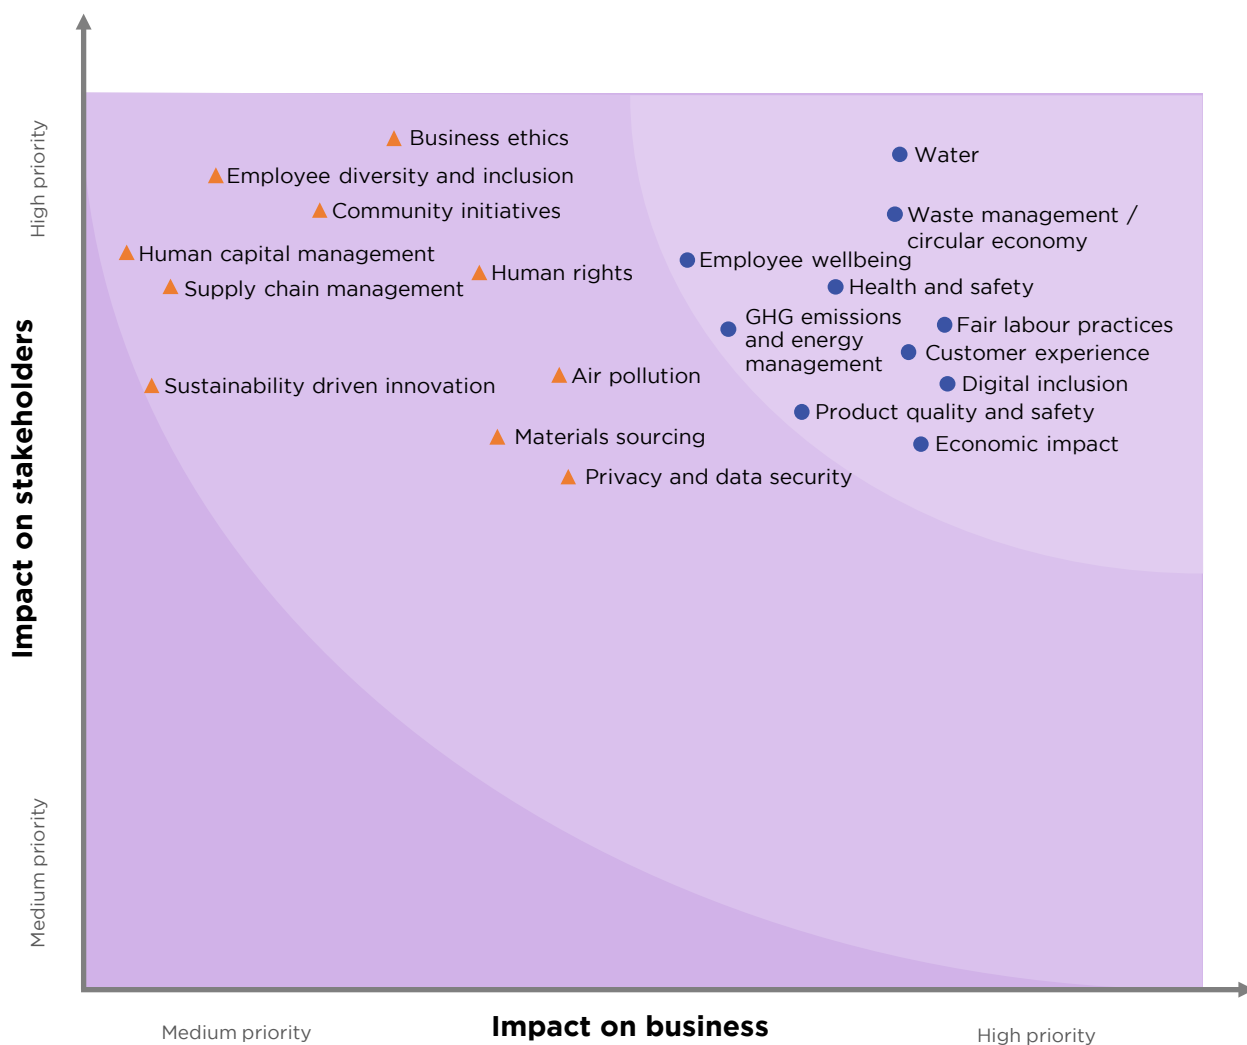 High priority
Business ethics
Water
Employee diversity and inclusion
Community initiatives
Waste management /
circular economy
Human capital management
Employee wellbeing
Human rights
Supply chain management
Health and safety
GHG emissions
and energy
management
Fair labour practices
Customer experience
Air pollution
Sustainability driven innovation
Digital inclusion
Product quality and safety
Materials sourcing
Economic impact
Privacy and data security
Impact on stakeholders
Medium priority
Medium priority
Impact on business
High priority